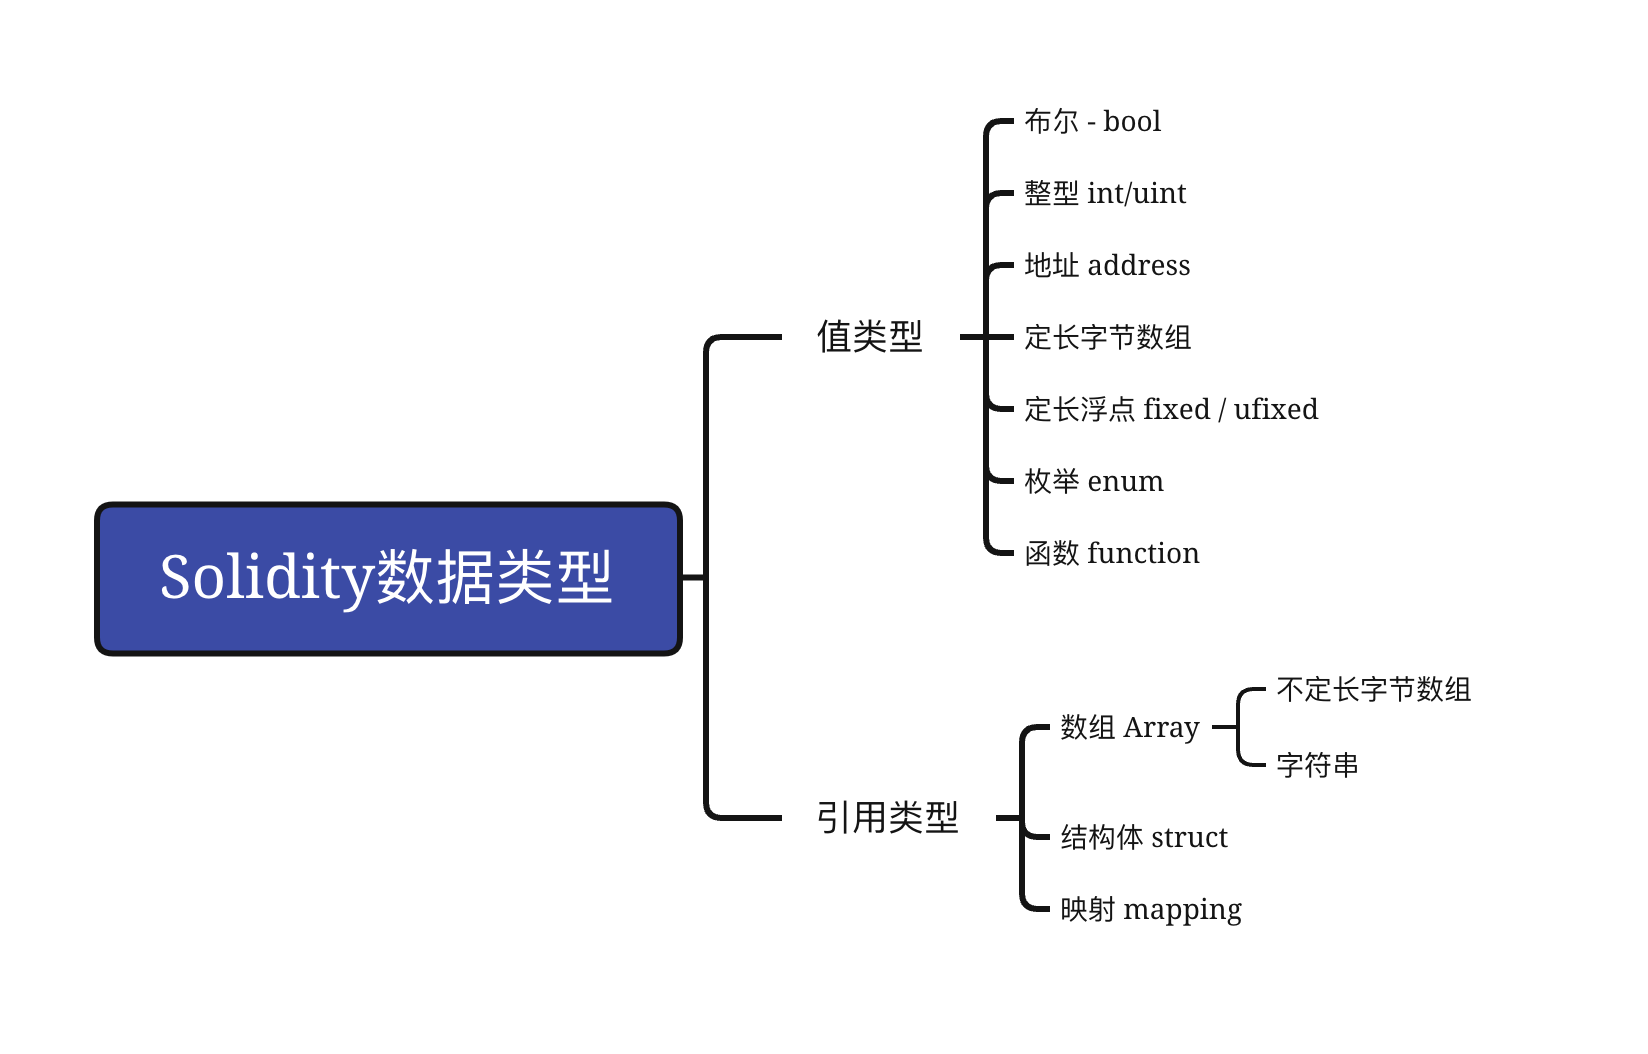 Solidity数据类型
值类型
布尔 - bool
整型 int/uint
地址 address
定长字节数组
定长浮点 fixed / ufixed
枚举 enum
函数 function
引用类型
数组 Array
不定长字节数组
字符串
结构体 struct
映射 mapping